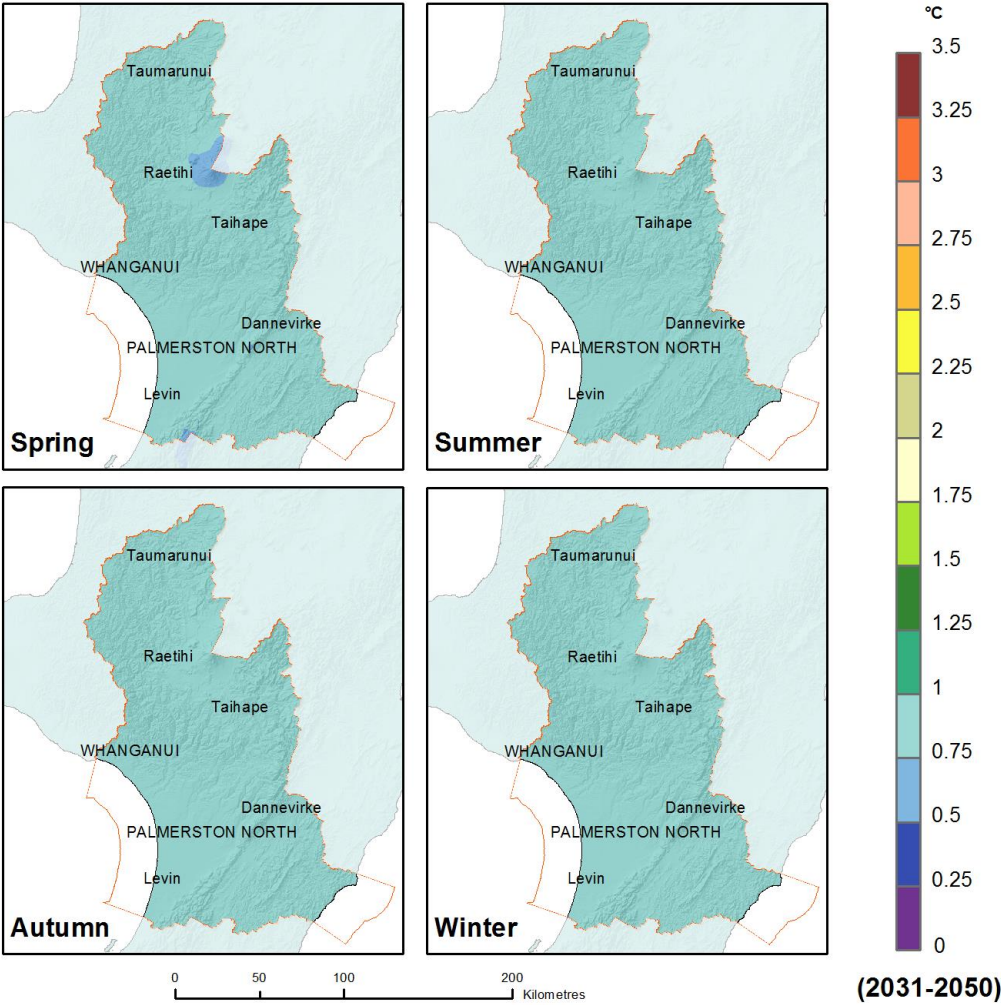 Taumarunui
Raetihi
Taihape
WHANGANUI
Dannevirke
PALMERSTON NORTH
Levin
Spring
Taumarunui
Raetihi
Taihape
WHANGANUI
Dannevirke
PALMERSTON NORTH
Levin
Summer
Taumarunui
Raetihi
Taihape
WHANGANUI
Dannevirke
PALMERSTON NORTH
Levin
Autumn
Taumarunui
Raetihi
Taihape
WHANGANUI
Dannevirke
PALMERSTON NORTH
Levin
Winter
°C
3.5
3.25
3
2.75
2.5
2.25
2
1.75
1.5
1.25
1
0.75
0.5
0.25
0
0 50 100 200
Kilometres
(2031-2050)